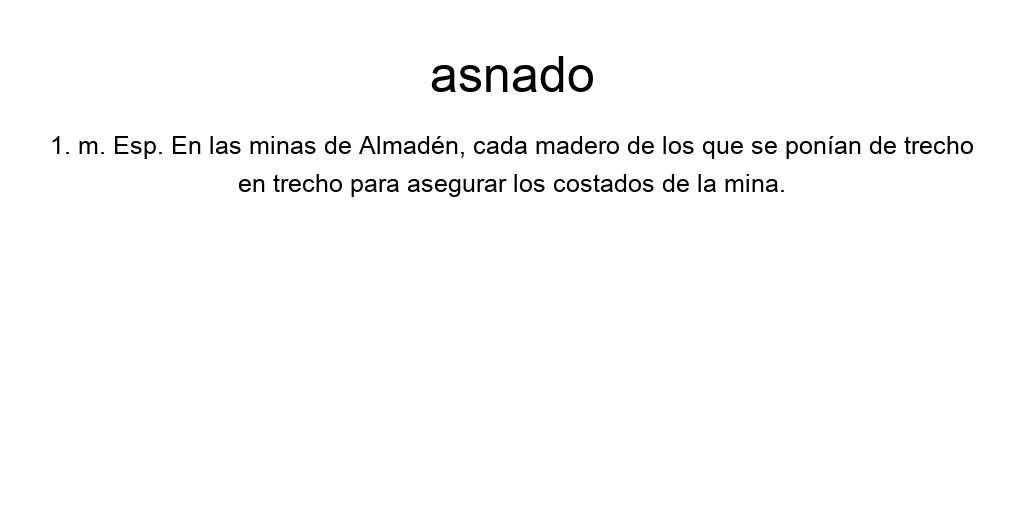 asnado
1. m. Esp. En las minas de Almadén, cada madero de los que se ponían de trecho
en trecho para asegurar los costados de la mina.